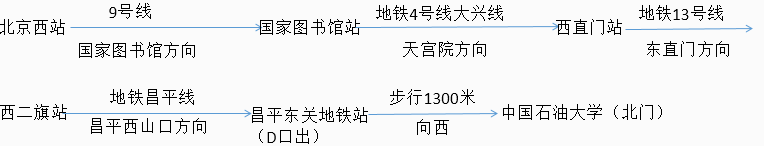 9号线
地铁4号线大兴线
地铁13号线
北京西站
国家图书馆站
西直门站
国家图书馆方向
天宫院方向
东直门方向
地铁昌平线
步行1300米
西二旗站
昌平东关地铁站
(D口出)
中国石油大学（北门）
昌平西山口方向
向西